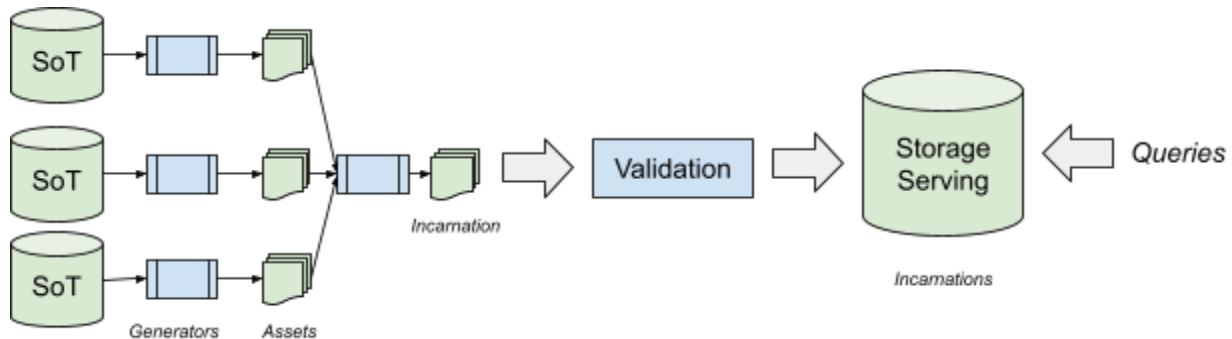 SoT
SoT
SoT
Generators
Assets
Incarnation
Validation
Storage
Serving
Incarnations
Queries